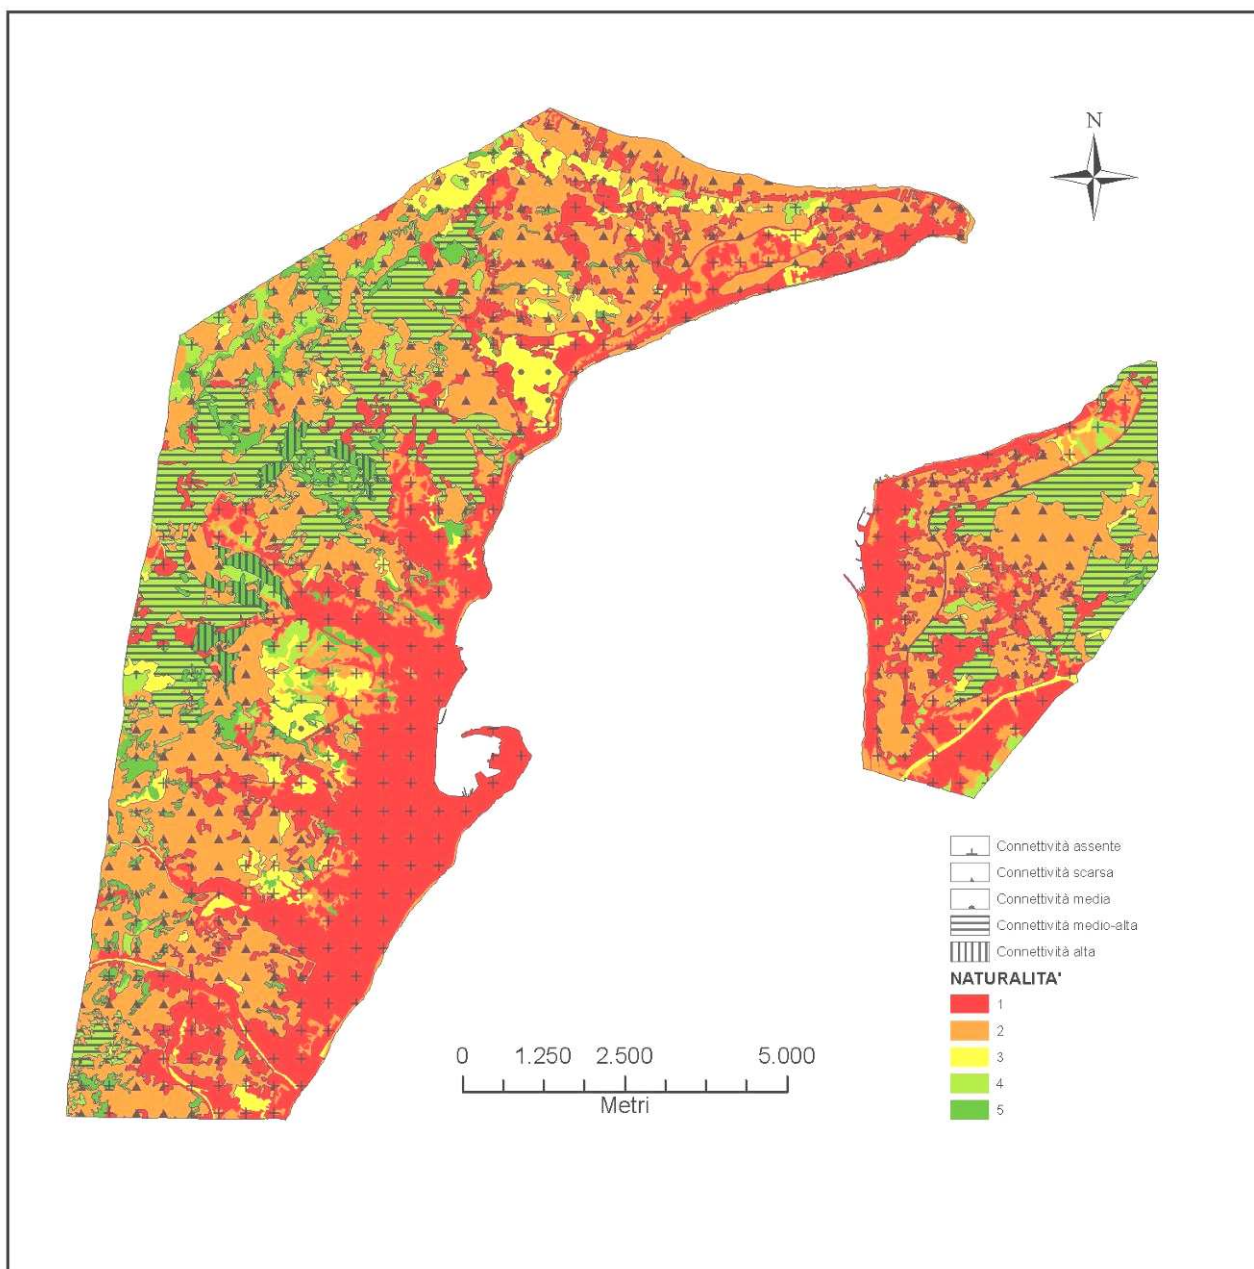 N
Connettività assente
Connettività scarsa
Connettività media
Connettività medio-alta
Connettività alta
NATURALITA'
1
2
3
4
5
0 1.250 2.500 5.000
Metri